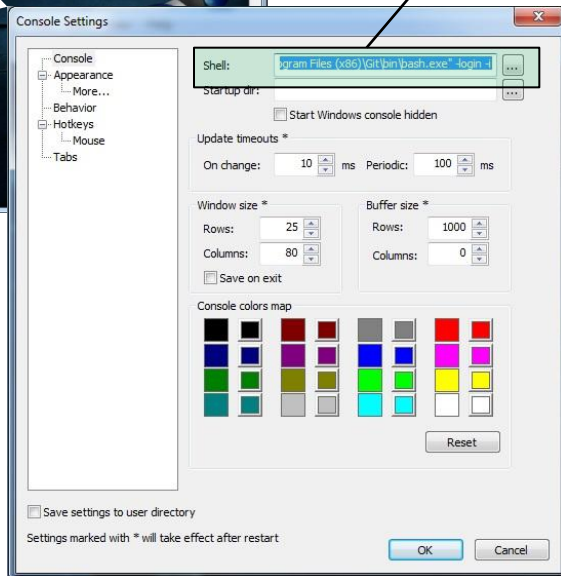 Console Settings
Console
Appearance
More...
Behavior
Hotkeys
Mouse
Tabs
Shell:
ogram Files (x86)\Git\bin\bash.exe" -login -i
...
Startup dir:
...
Start Windows console hidden
Update timeouts *
On change:
10
ms
Periodic:
100
ms
Window size *
Rows:
25
Columns:
80
Save on exit
Buffer size *
Rows:
1000
Columns:
0
Console colors map
Reset
Save settings to user directory
Settings marked with * will take effect after restart
OK
Cancel